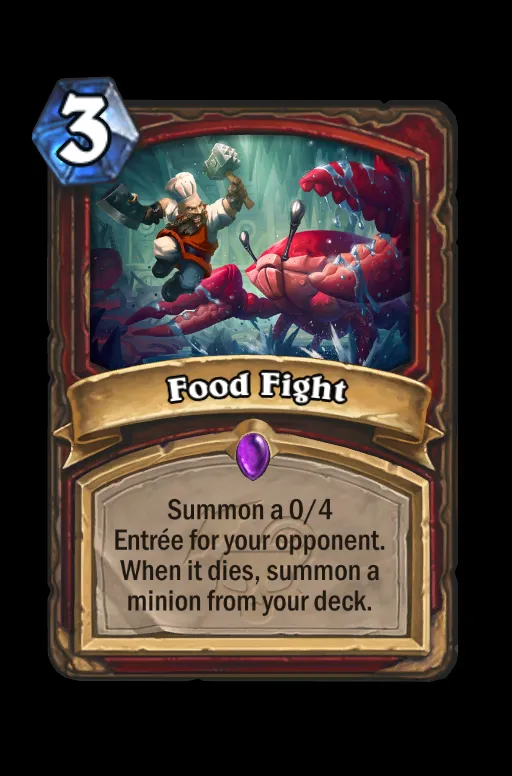 3
Food Fight
Summon a 0/4
Entrée for your opponent.
When it dies, summon a
minion from your deck.